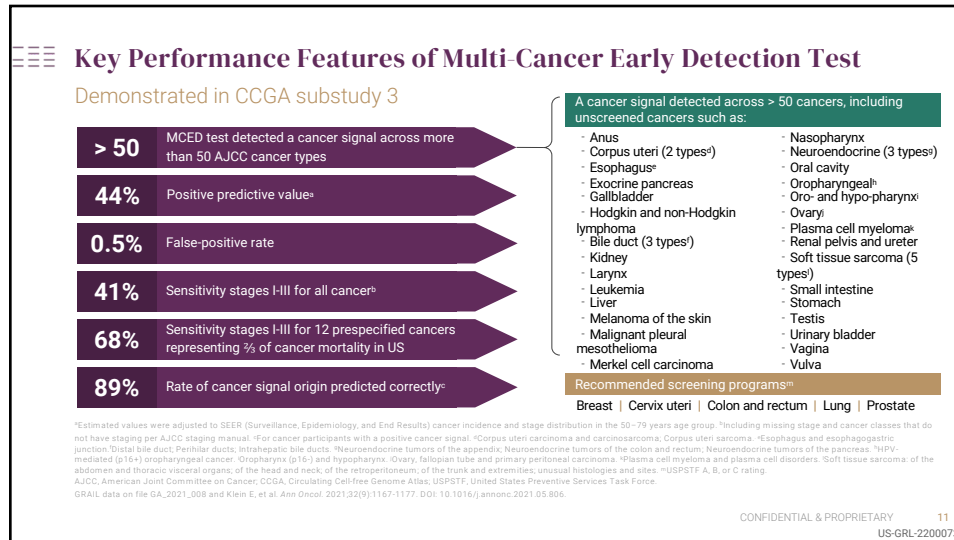 Key Performance Features of Multi-Cancer Early Detection Test
Demonstrated in CCGA substudy 3
> 50
MCED test detected a cancer signal across more
than 50 AJCC cancer types
44%
Positive predictive valueᵃ
0.5%
False-positive rate
41%
Sensitivity stages I-III for all cancerᵇ
68%
Sensitivity stages I-III for 12 prespecified cancers
representing ⅔ of cancer mortality in US
89%
Rate of cancer signal origin predicted correctlyᶜ
A cancer signal detected across > 50 cancers, including
unscreened cancers such as:
- Anus
- Corpus uteri (2 typesᵈ)
- Esophagusᵉ
- Exocrine pancreas
- Gallbladder
- Hodgkin and non-Hodgkin
lymphoma
- Bile duct (3 typesᶠ)
- Kidney
- Larynx
- Leukemia
- Liver
- Melanoma of the skin
- Malignant pleural
mesothelioma
- Merkel cell carcinoma
- Nasopharynx
- Neuroendocrine (3 typesᵍ)
- Oral cavity
- Oropharyngealʰ
- Oro- and hypo-pharynxⁱ
- Ovaryʲ
- Plasma cell myelomaᵏ
- Renal pelvis and ureter
- Soft tissue sarcoma (5
typesˡ)
- Small intestine
- Stomach
- Testis
- Urinary bladder
- Vagina
- Vulva
Recommended screening programsᵐ
Breast | Cervix uteri | Colon and rectum | Lung | Prostate
ᵃEstimated values were adjusted to SEER (Surveillance, Epidemiology, and End Results) cancer incidence and stage distribution in the 50–79 years age group. ᵇIncluding missing stage and cancer classes that do
not have staging per AJCC staging manual. ᶜFor cancer participants with a positive cancer signal. ᵈCorpus uteri carcinoma and carcinosarcoma; Corpus uteri sarcoma. ᵉEsophagus and esophagogastric
junction.ᶠDistal bile duct; Perihilar ducts; Intrahepatic bile ducts. ᵍNeuroendocrine tumors of the appendix; Neuroendocrine tumors of the colon and rectum; Neuroendocrine tumors of the pancreas. ʰHPV-
mediated (p16+) oropharyngeal cancer. ⁱOropharynx (p16-) and hypopharynx. ʲOvary, fallopian tube and primary peritoneal carcinoma. ᵏPlasma cell myeloma and plasma cell disorders. ˡSoft tissue sarcoma: of the
abdomen and thoracic visceral organs; of the head and neck; of the retroperitoneum; of the trunk and extremities; unusual histologies and sites. ᵐUSPSTF A, B, or C rating.
AJCC, American Joint Committee on Cancer; CCGA, Circulating Cell-free Genome Atlas; USPSTF, United States Preventive Services Task Force.
GRAIL data on file GA_2021_008 and Klein E, et al. Ann Oncol. 2021;32(9):1167-1177. DOI: 10.1016/j.annonc.2021.05.806.
CONFIDENTIAL & PROPRIETARY 11